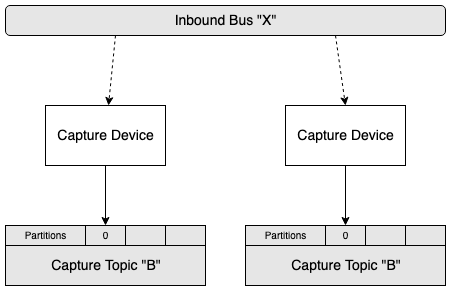 Inbound Bus "X"
Capture Device
Capture Device
Partitions 0
Capture Topic "B"
Partitions 0
Capture Topic "B"